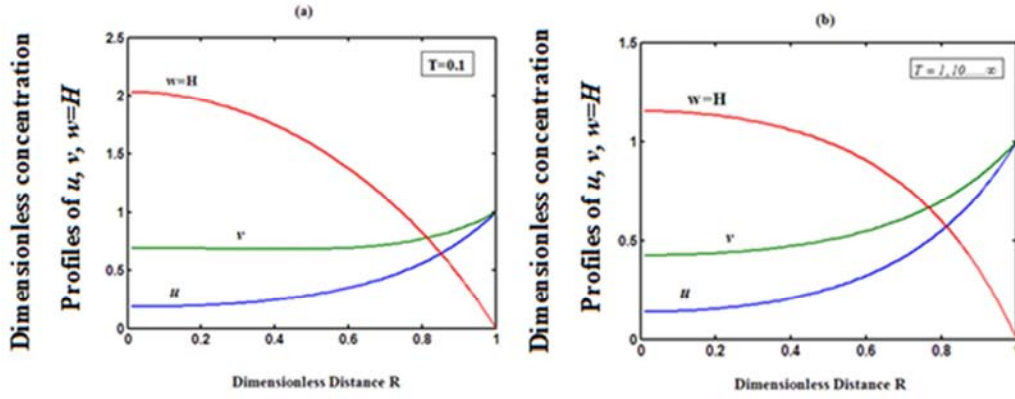 (a)
Dimensionless concentration
Profiles of u, v, w=H
2.5
2
1.5
1
0.5
0
T=0.1
w=H
v
u
0 0.2 0.4 0.6 0.8 1
Dimensionless Distance R
(b)
Dimensionless concentration
Profiles of u, v, w=H
1.5
1
0.5
0
T = 1,10.....∞
w=H
v
u
0 0.2 0.4 0.6 0.8 1
Dimensionless Distance R